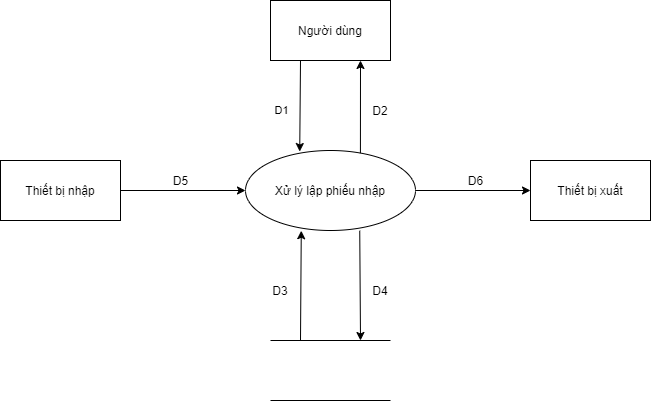 Người dùng
D1
D2
Thiết bị nhập
D5
Xử lý lập phiếu nhập
D6
Thiết bị xuất
D3
D4